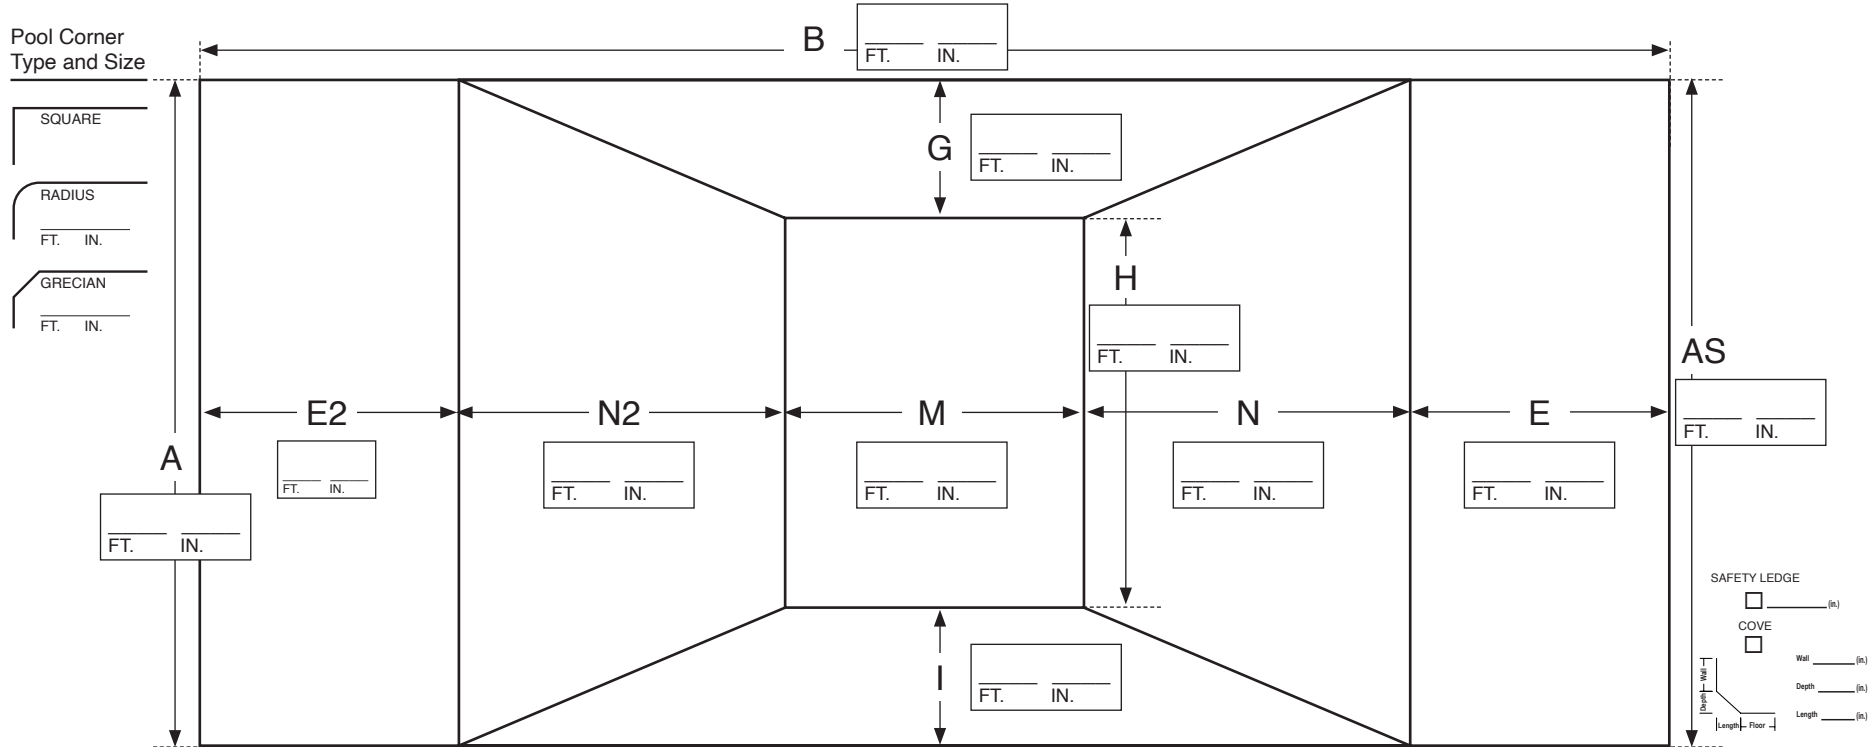 Pool Corner
Type and Size
SQUARE
RADIUS
FT. IN.
GRECIAN
FT. IN.
B
FT. IN.
G
FT. IN.
H
FT. IN.
AS
FT. IN.
E2
FT. IN.
N2
FT. IN.
M
FT. IN.
N
FT. IN.
E
FT. IN.
A
FT. IN.
I
FT. IN.
SAFETY LEDGE
(in.)
COVE
Wall
Depth
Length
Floor
Wall (in.)
Depth (in.)
Length (in.)